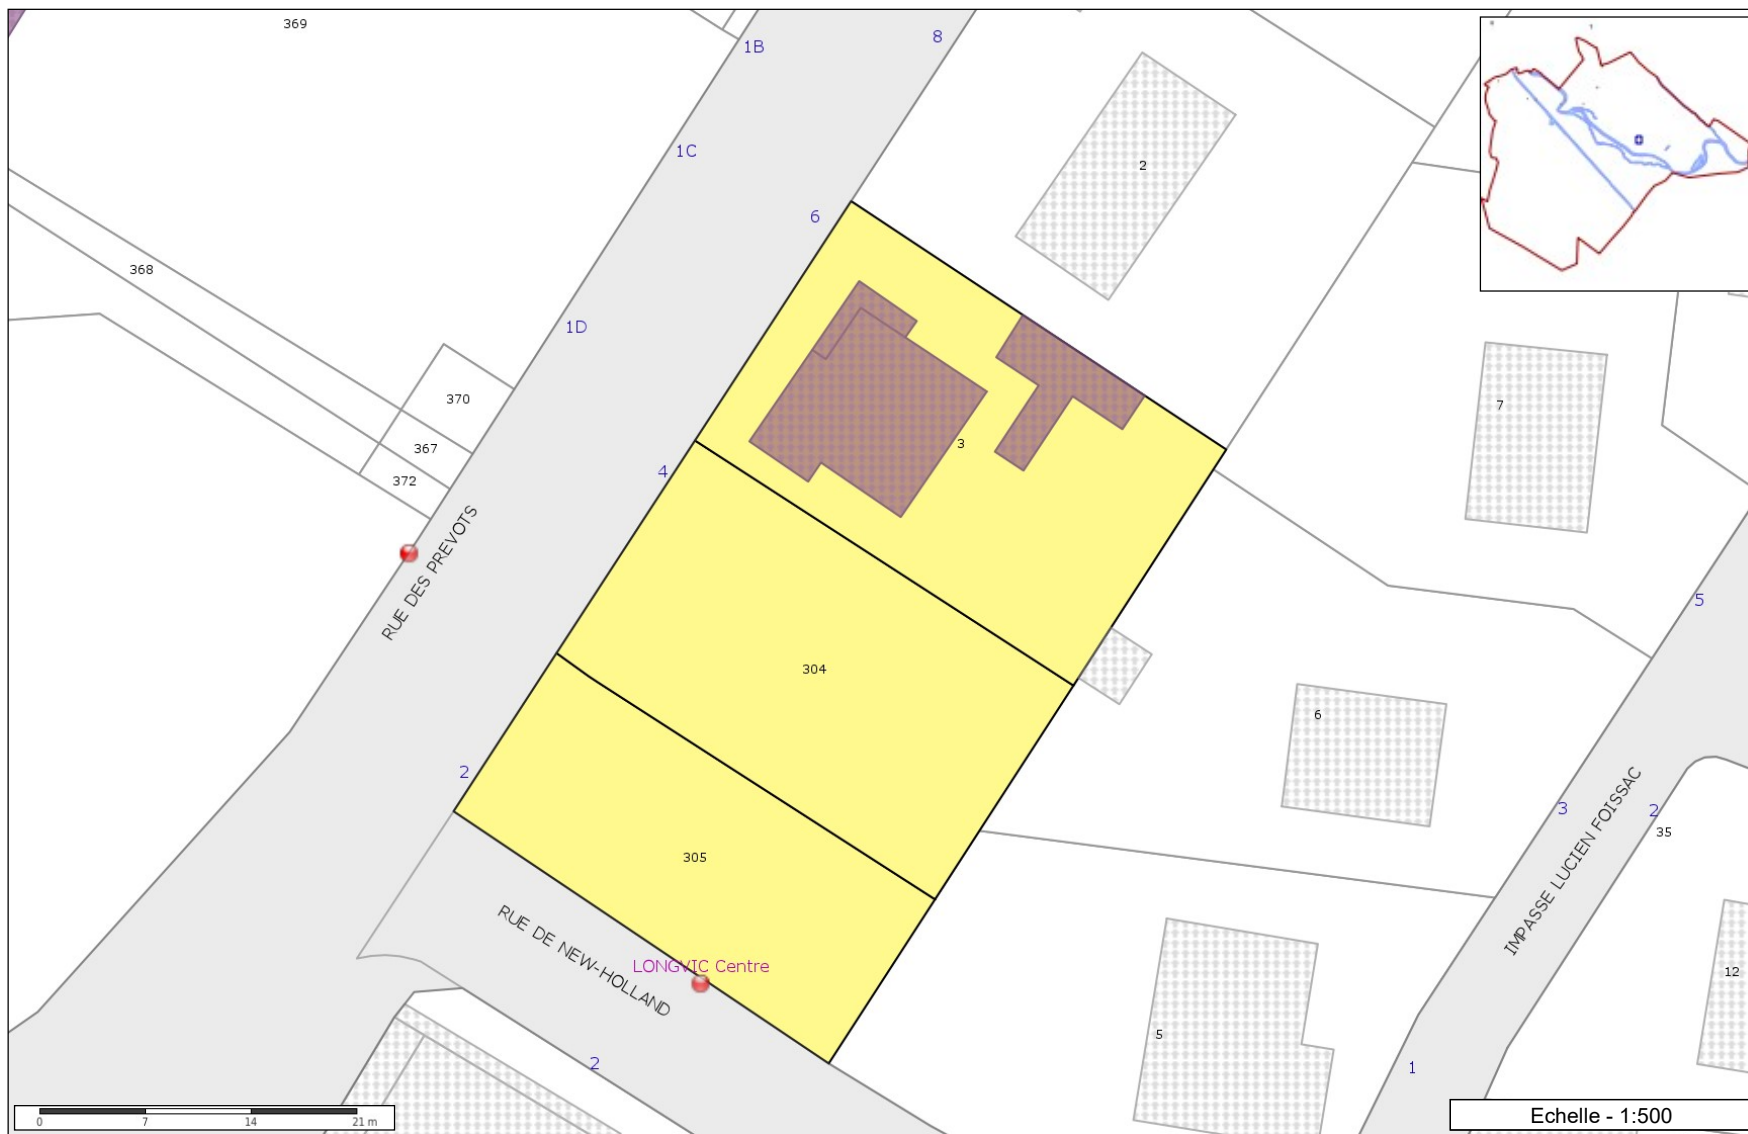 369
1B
8
1C
2
6
368
1D
370
7
3
367
4
372
RUE DES PREVOTS
5
304
6
2
3
2
35
IMPASSE LUCIEN FOISSAC
305
RUE DE NEW-HOLLAND
LONGVIC Centre
12
5
2
1
0 7 14 21 m
Echelle - 1:500